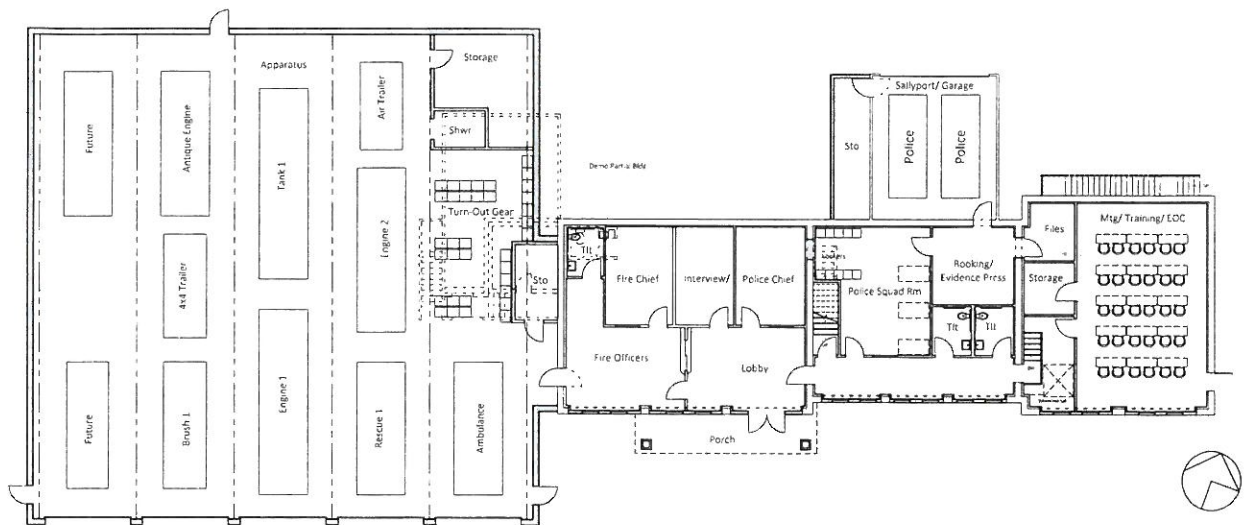 Storage
Apparatus
Air Trailer
Future
Antique Engine
Tank 1
Shwr
Engine 2
Turn-Out Gear
4x4 Trailer
Sto
Future
Brush 1
Engine 1
Rescue 1
Ambulance
Demo Partial Bldg
Tlt
Fire Chief
Interview/
Police Chief
Fire Officers
Lobby
Porch
Sallyport/ Garage
Sto
Police
Police
Lockers
Police Squad Rm
Booking/
Evidence Press
Tlt
Tlt
Files
Storage
Mtg/ Training/ EOC